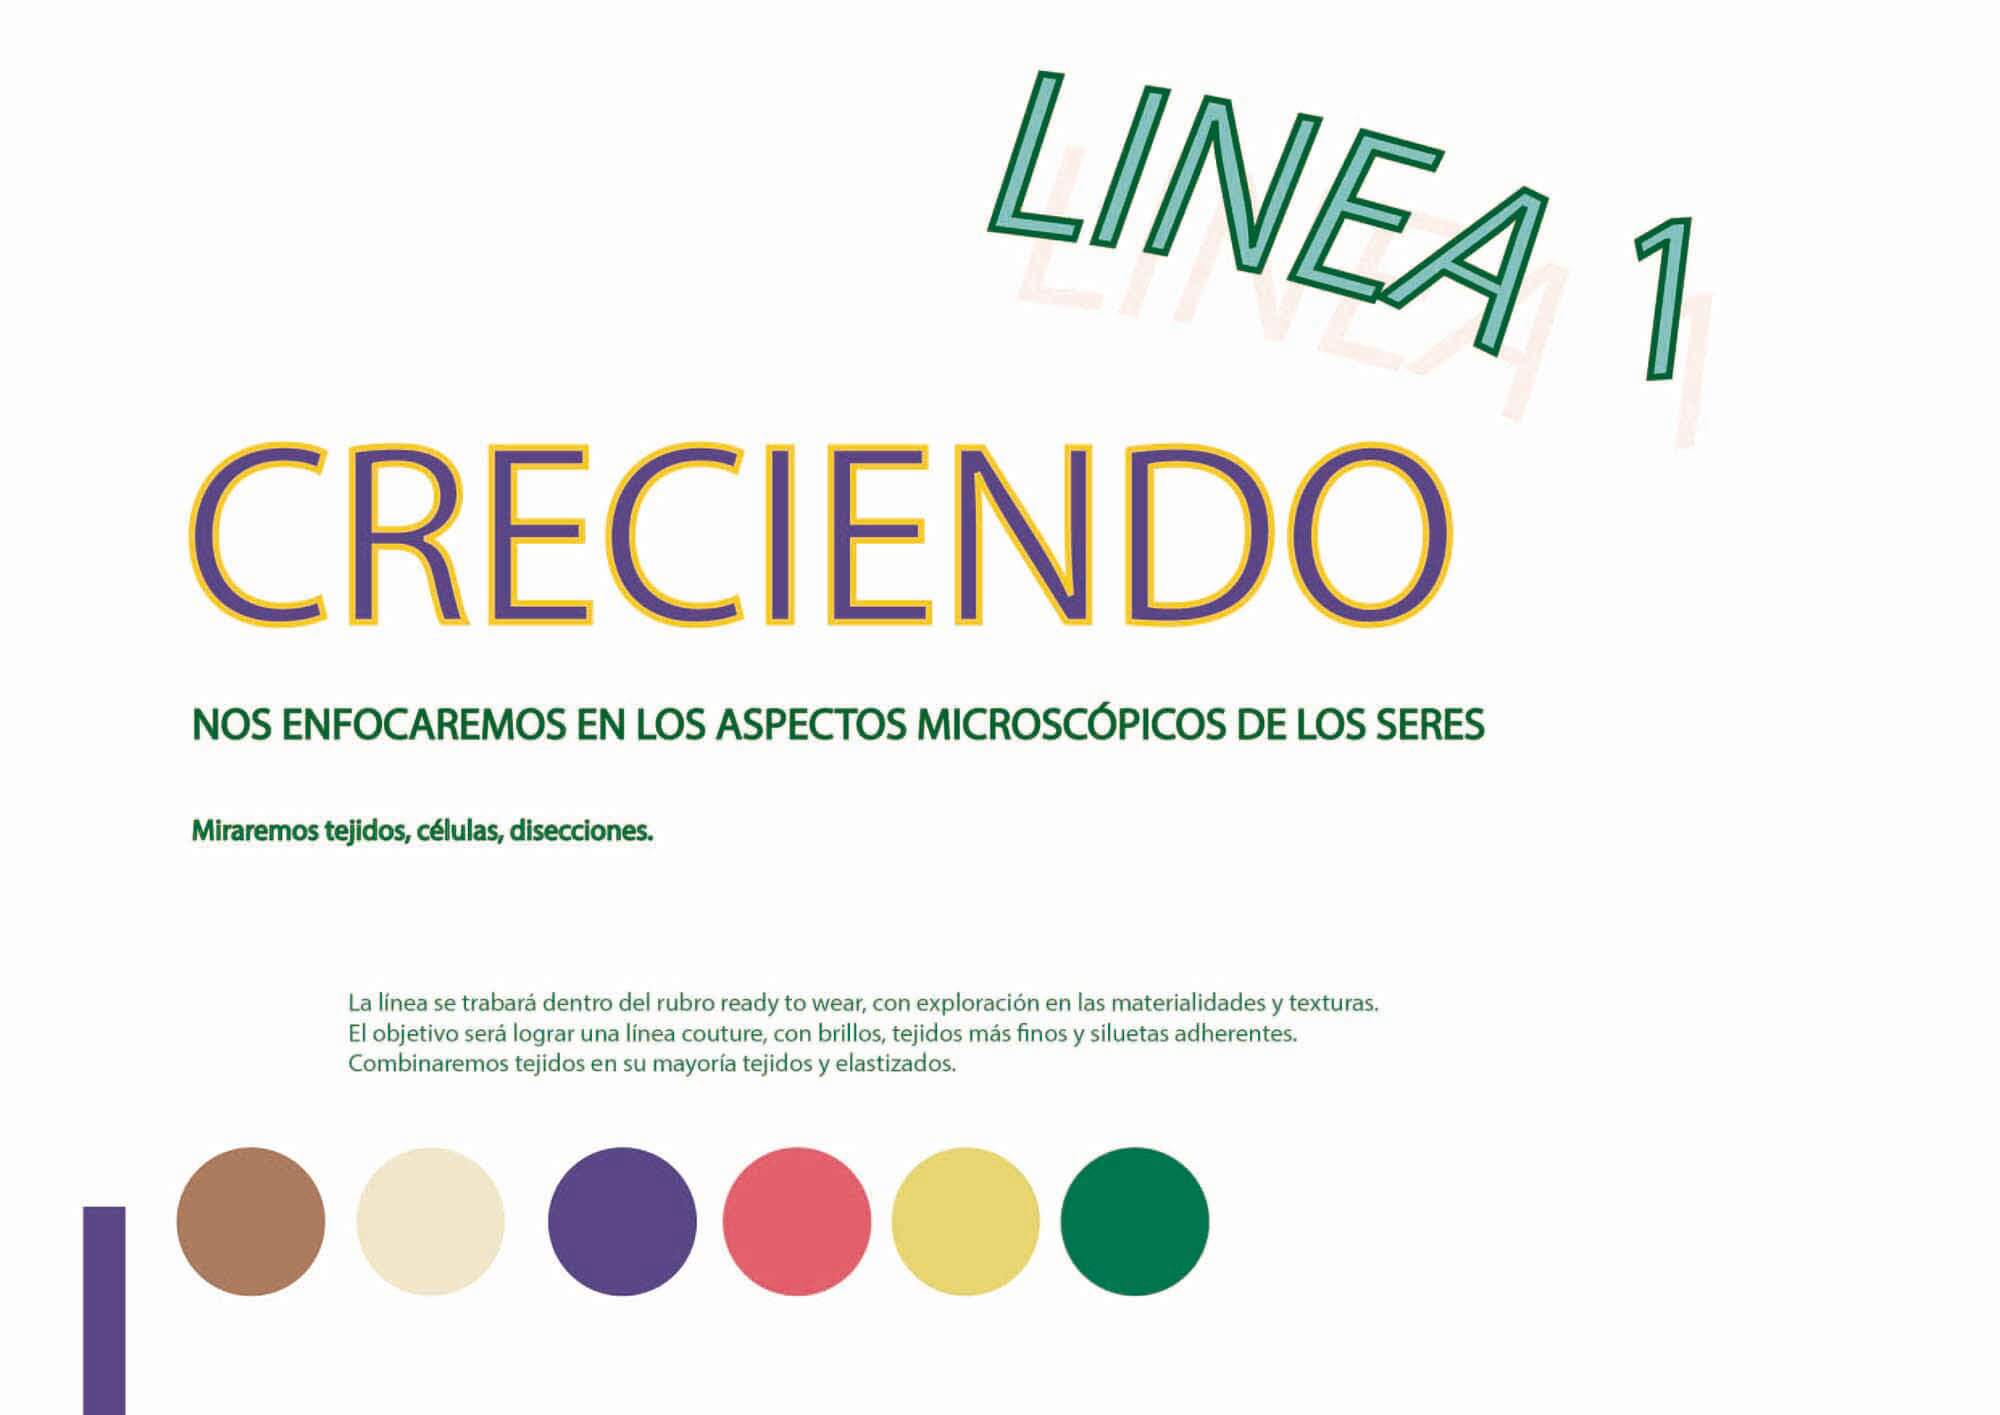 LINEA 1
CRECIENDO
NOS ENFOCAREMOS EN LOS ASPECTOS MICROSCÓPICOS DE LOS SERES
Miraremos tejidos, células, disecciones.
La línea se trabará dentro del rubro ready to wear, con exploración en las materialidades y texturas.
El objetivo será lograr una línea couture, con brillos, tejidos más finos y siluetas adherentes.
Combinaremos tejidos en su mayoría tejidos y elastizados.